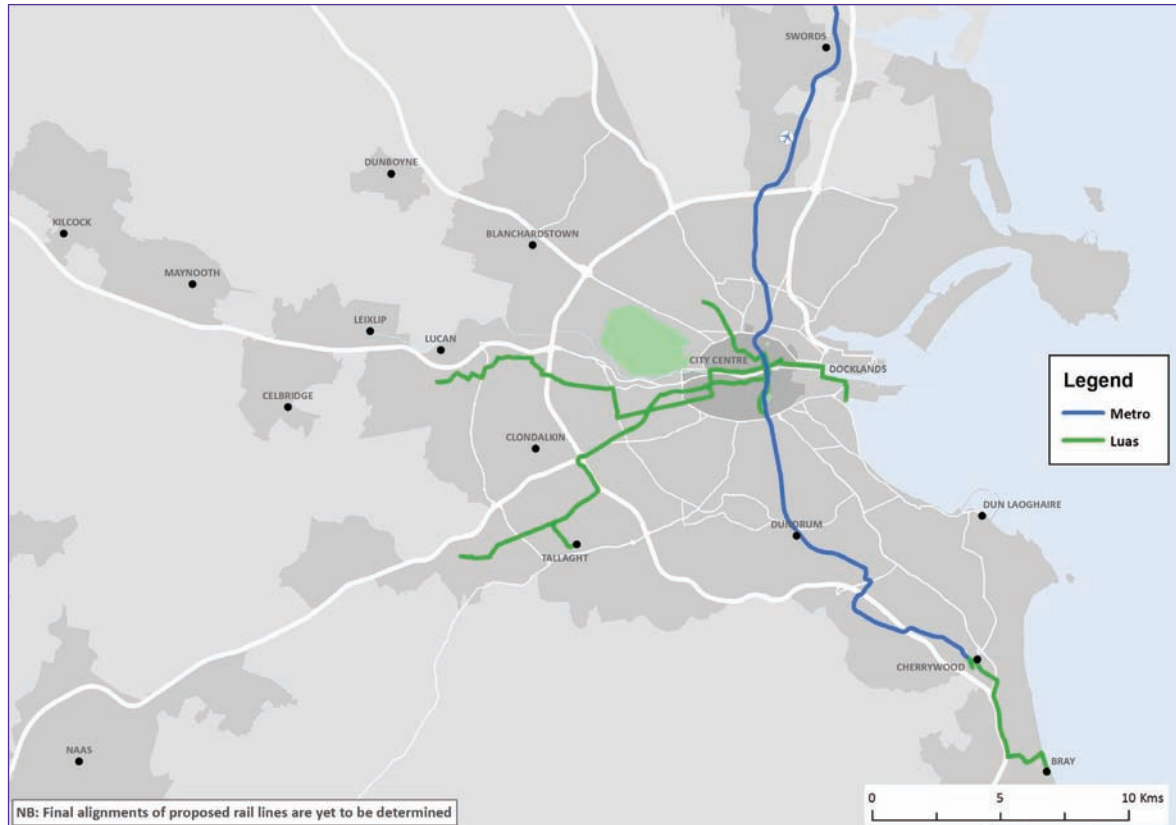 SWORDS
DUNBOYNE
KILCOCK
BLANCHARDSTOWN
MAYNOOTH
LEIXLIP
LUCAN
CITY CENTRE
DOCKLANDS
CELBRIDGE
CLONDALKIN
DUN LAOGHAIRE
DUNDRUM
TALLAGHT
CHERRYWOOD
NAAS
BRAY
Legend
Metro
Luas
NB: Final alignments of proposed rail lines are yet to be determined
0 5 10 Kms